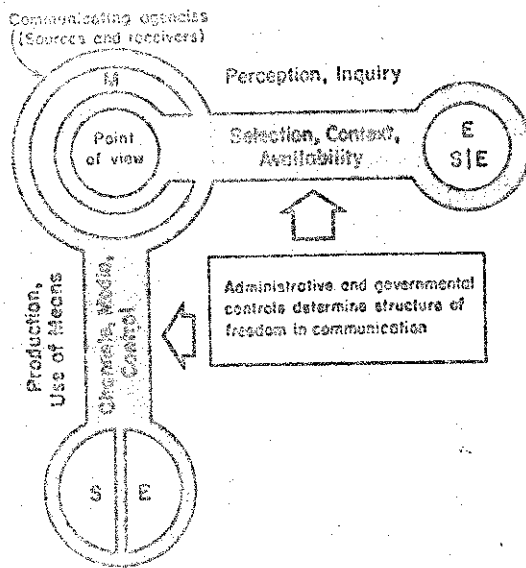 Communicating agencies
(Sources and receivers)
M
Perception, Inquiry
Point
of view
Selection, Context,
Availability
E
S|E
Administrative and governmental
controls determine structure of
freedom in communication
Production,
Use of Means
Channels, Media,
Control
S E